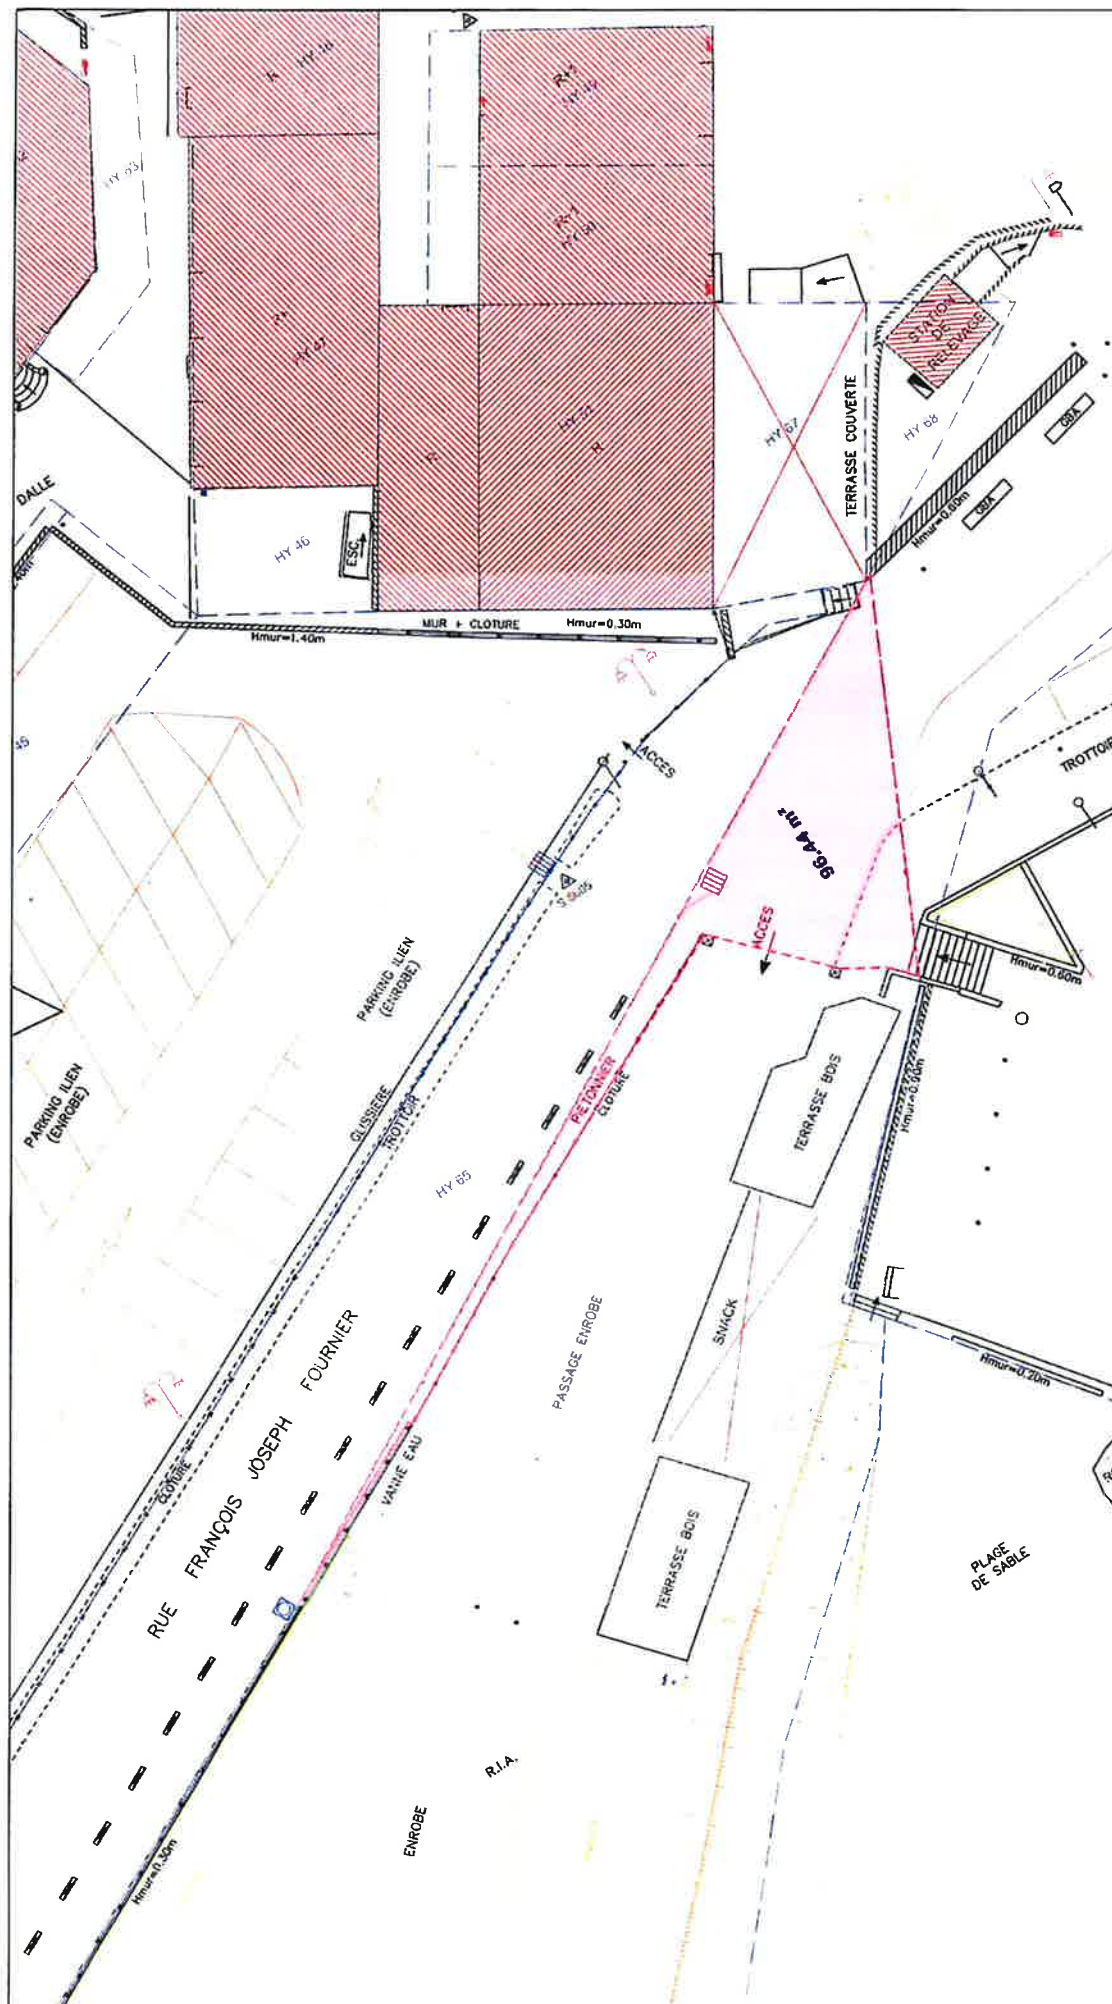 R HY 48
R+1
HY 49
HY 63
R+1
HY 50
STATION
DE
RELEVAGE
HY 47
HY 51
R
R
HY 67
TERRASSE COUVERTE
HY 68
GBA
GBA
Hmur=0.60m
DALLE
HY 46
ESC.
MUR + CLOTURE
Hmur=0.30m
Hmur=1.40m
ACCES
TROTTOIR
96.44 m²
ACCES
Hmur=0.60m
PARKING ILIEN
(ENROBE)
PARKING ILIEN
(ENROBE)
GLISSIERE
TROTTOIR
PIETONNIER
CLOTURE
TERRASSE BOIS
Hmur=0.90m
HY 65
SNACK
PASSAGE ENROBE
Hmur=0.20m
RUE FRANÇOIS JOSEPH FOURNIER
CLOTURE
VANNE EAU
TERRASSE BOIS
PLAGE
DE SABLE
R.I.A.
ENROBE
Hmur=0.30m